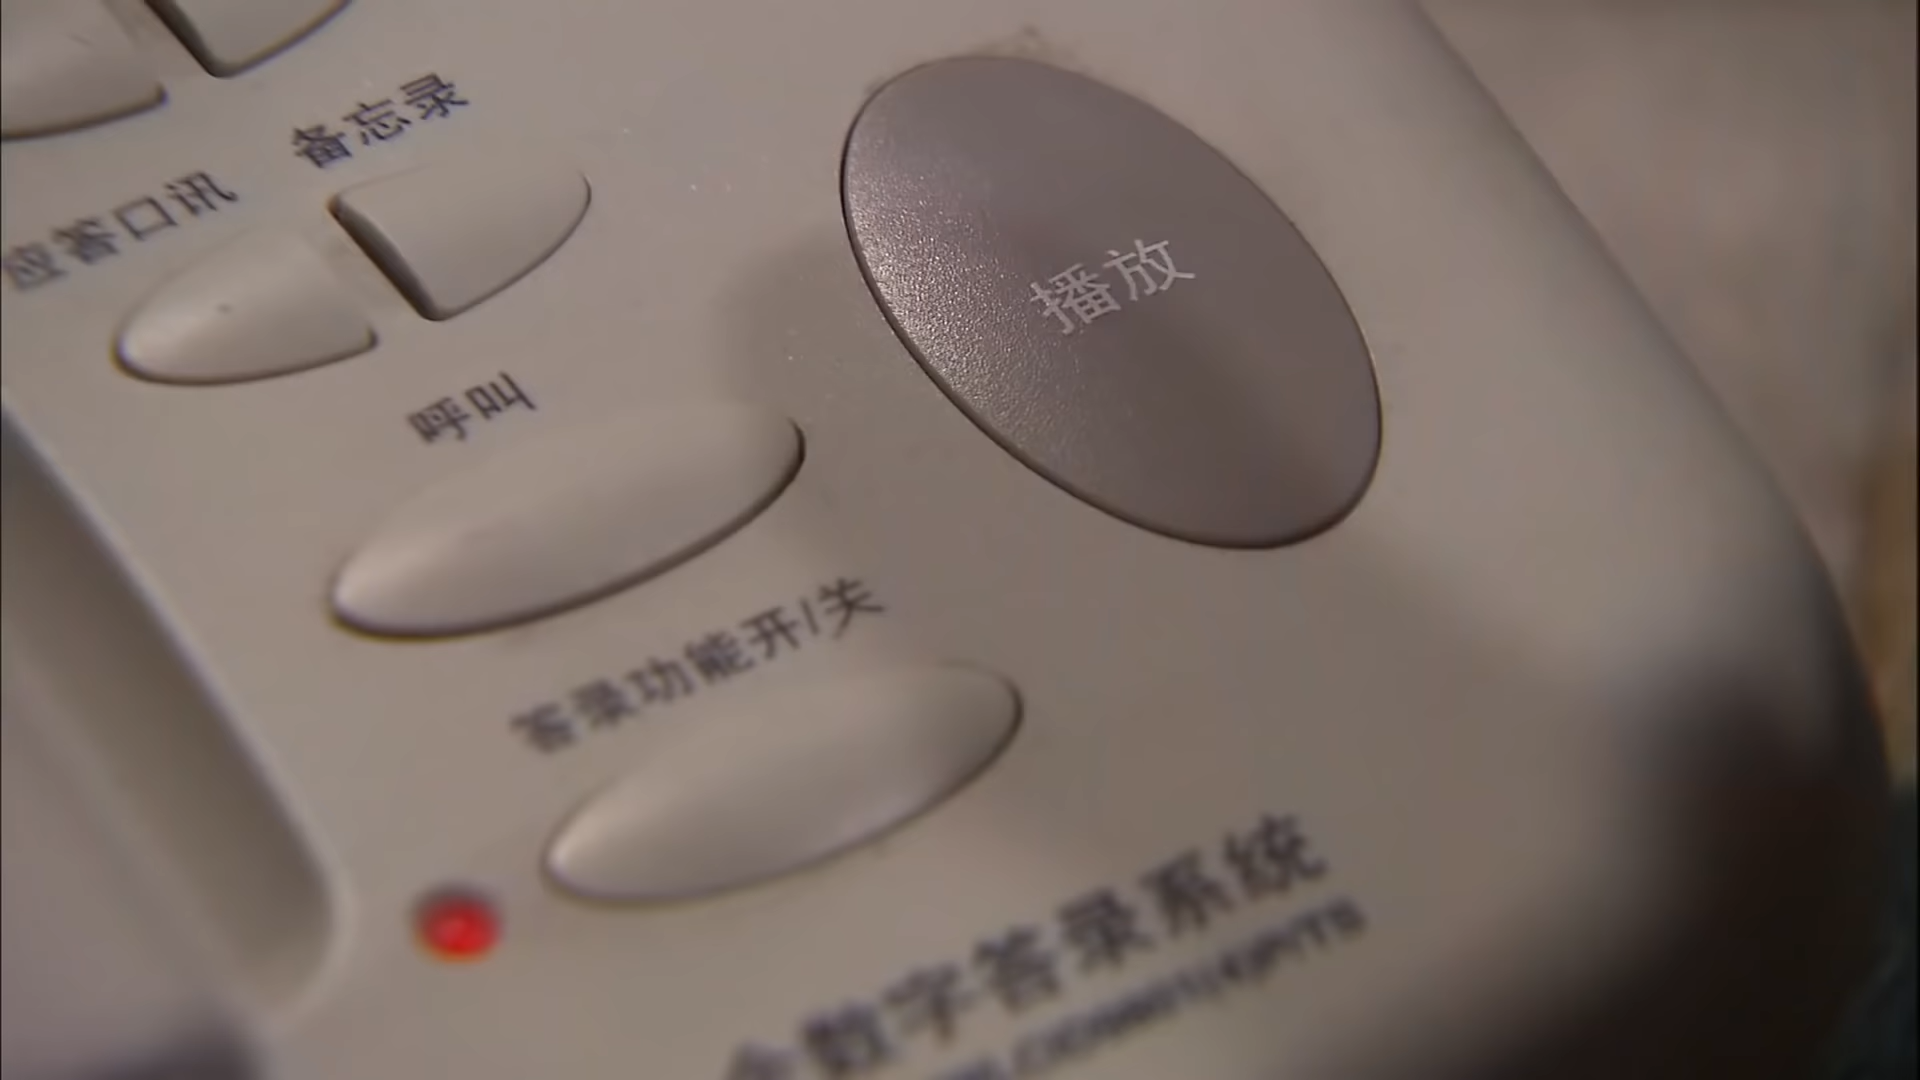 备忘录
应答口讯
播放
呼叫
答录功能开/关
全数字答录系统